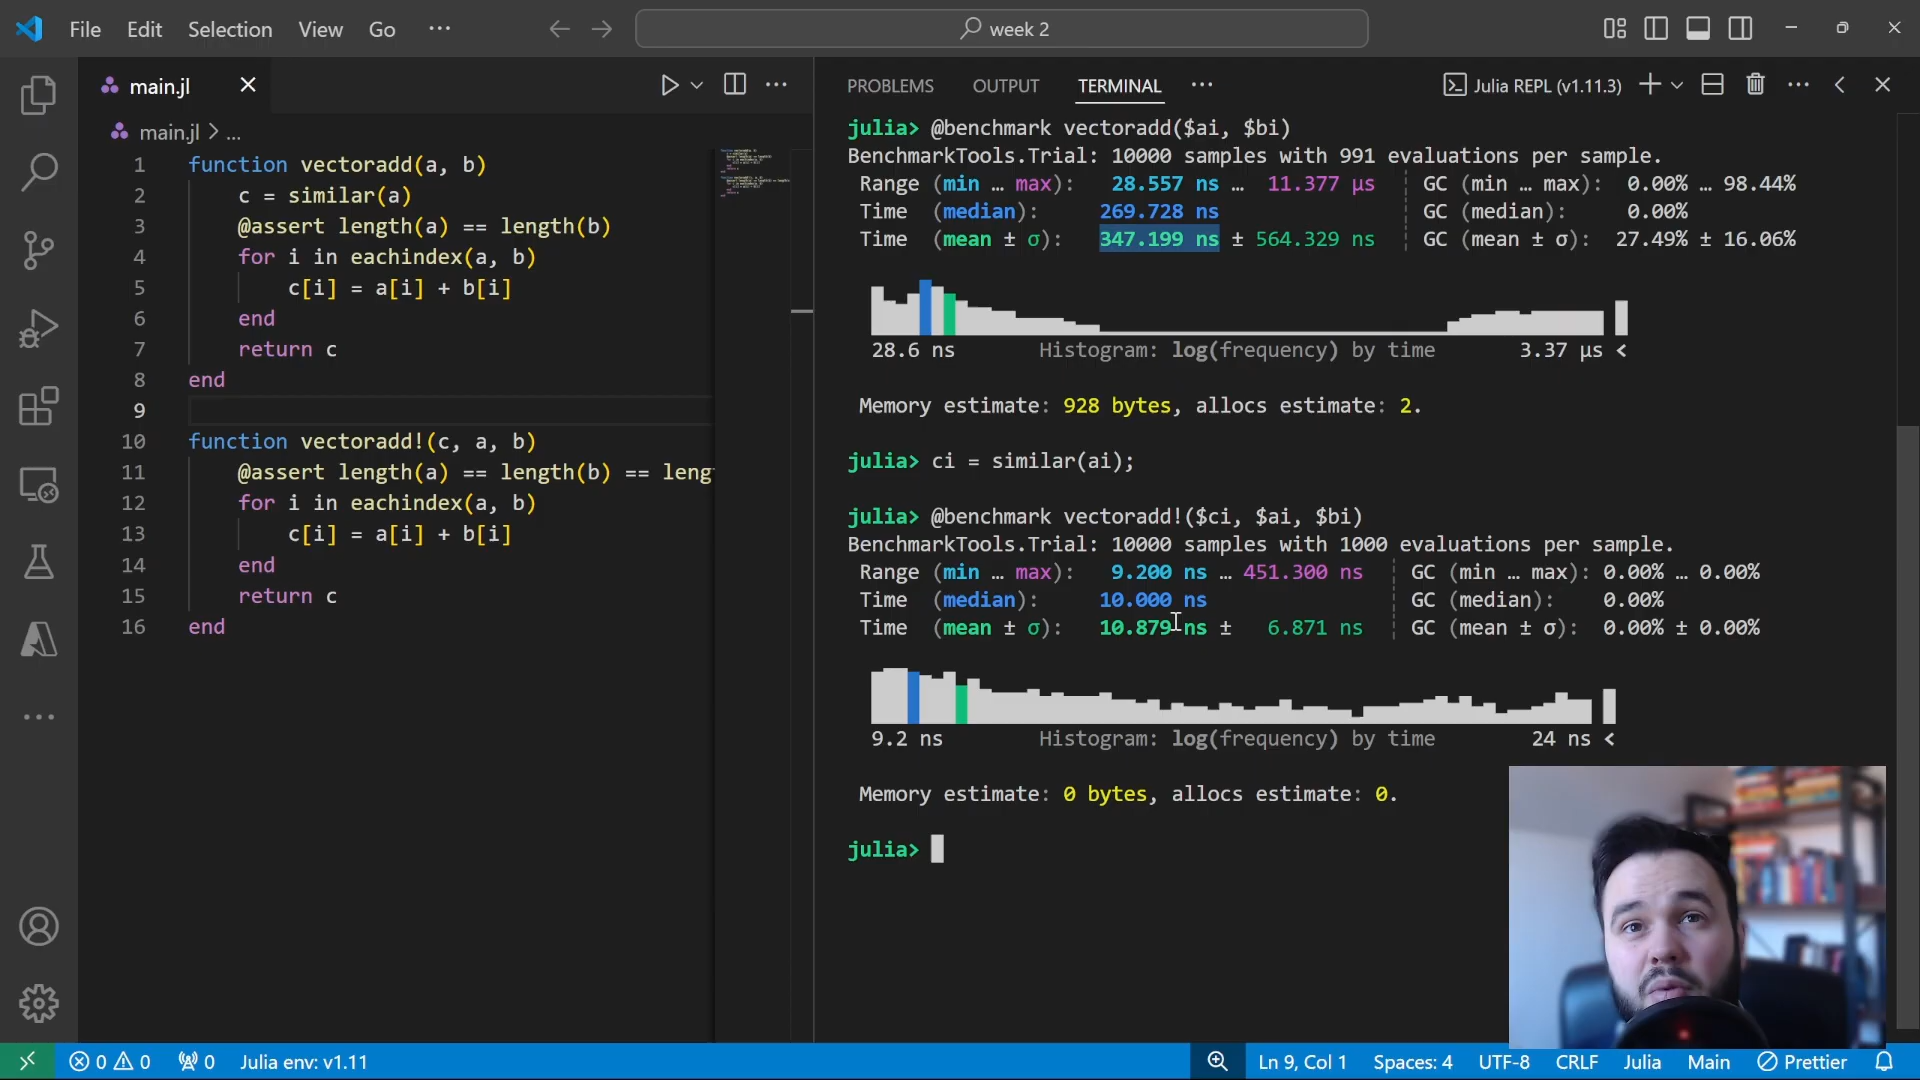 File Edit Selection View Go ···
week 2
main.jl
main.jl > ...
1 function vectoradd(a, b)
2 c = similar(a)
3 @assert length(a) == length(b)
4 for i in eachindex(a, b)
5 c[i] = a[i] + b[i]
6 end
7 return c
8 end
9
10 function vectoradd!(c, a, b)
11 @assert length(a) == length(b) == leng
12 for i in eachindex(a, b)
13 c[i] = a[i] + b[i]
14 end
15 return c
16 end
PROBLEMS OUTPUT TERMINAL ···
Julia REPL (v1.11.3)
julia> @benchmark vectoradd($ai, $bi)
BenchmarkTools.Trial: 10000 samples with 991 evaluations per sample.
Range (min … max): 28.557 ns … 11.377 μs ┊ GC (min … max): 0.00% … 98.44%
Time (median): 269.728 ns ┊ GC (median): 0.00%
Time (mean ± σ): 347.199 ns ± 564.329 ns ┊ GC (mean ± σ): 27.49% ± 16.06%
28.6 ns Histogram: log(frequency) by time 3.37 μs <
Memory estimate: 928 bytes, allocs estimate: 2.
julia> ci = similar(ai);
julia> @benchmark vectoradd!($ci, $ai, $bi)
BenchmarkTools.Trial: 10000 samples with 1000 evaluations per sample.
Range (min … max): 9.200 ns … 451.300 ns ┊ GC (min … max): 0.00% … 0.00%
Time (median): 10.000 ns ┊ GC (median): 0.00%
Time (mean ± σ): 10.879 ns ± 6.871 ns ┊ GC (mean ± σ): 0.00% ± 0.00%
9.2 ns Histogram: log(frequency) by time 24 ns <
Memory estimate: 0 bytes, allocs estimate: 0.
julia>
0 0 0 Julia env: v1.11
Ln 9, Col 1 Spaces: 4 UTF-8 CRLF Julia Main Prettier